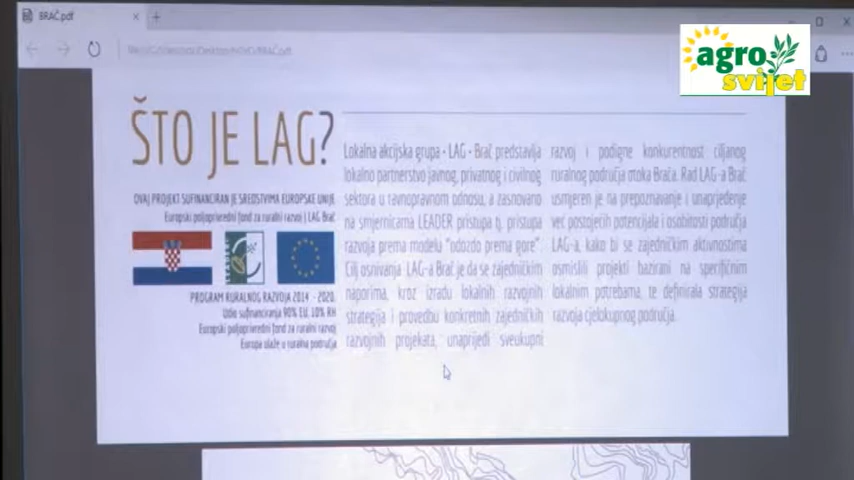 BRAČ.pdf
agro
svijet
ŠTO JE LAG?
OVAJ PROJEKT SUFINANCIRAN JE SREDSTVIMA EUROPSKE UNIJE
Europski poljoprivredni fond za ruralni razvoj | LAG Brač
LEADER
PROGRAM RURALNOG RAZVOJA 2014. - 2020.
Udio sufinanciranja 90% EU, 10% RH
Europski poljoprivredni fond za ruralni razvoj
Europa ulaže u ruralna područja
Lokalna akcijska grupa - LAG - Brač predstavlja
lokalno partnerstvo javnog, privatnog i civilnog
sektora u ravnopravnom odnosu, a zasnovano
na smjernicama LEADER pristupa tj. pristupa
razvoja prema modelu "odozdo prema gore".
Cilj osnivanja LAG-a Brač je da se zajedničkim
naporima, kroz izradu lokalnih razvojnih
strategija i provedbu konkretnih zajedničkih
razvojnih projekata, unaprijedi sveukupni
razvoj i podigne konkurentnost ciljanog
ruralnog područja otoka Brača. Rad LAG-a Brač
usmjeren je na prepoznavanje i unaprjeđenje
već postojećih potencijala i osobitosti područja
LAG-a, kako bi se zajedničkim aktivnostima
osmislili projekti bazirani na specifičnim
lokalnim potrebama, te definirala strategija
razvoja cjelokupnog područja.